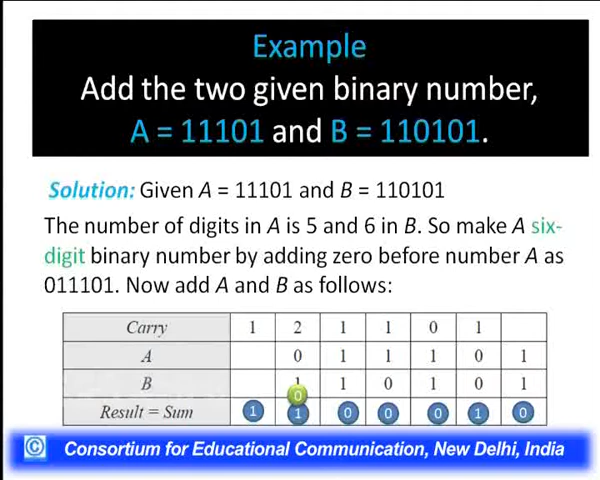 Example
Add the two given binary number,
A = 11101 and B = 110101.
Solution: Given A = 11101 and B = 110101
The number of digits in A is 5 and 6 in B. So make A six-
digit binary number by adding zero before number A as
011101. Now add A and B as follows:
Carry 1 2 1 1 0 1
A 0 1 1 1 0 1
B 1 1 0 1 0 1
0
Result = Sum 1 1 0 0 0 1 0
© Consortium for Educational Communication, New Delhi, India